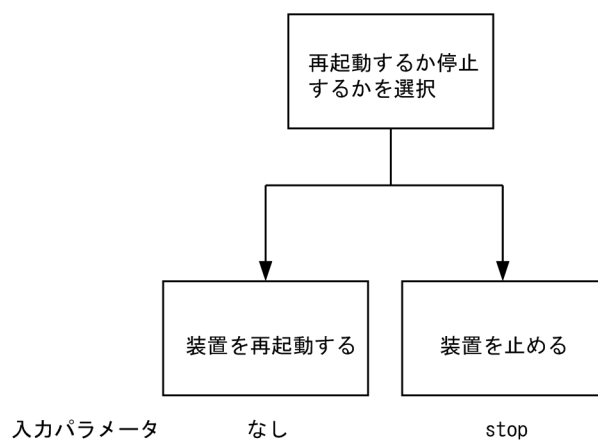 再起動するか停止
するかを選択
装置を再起動する
装置を止める
入力パラメータ
なし
stop